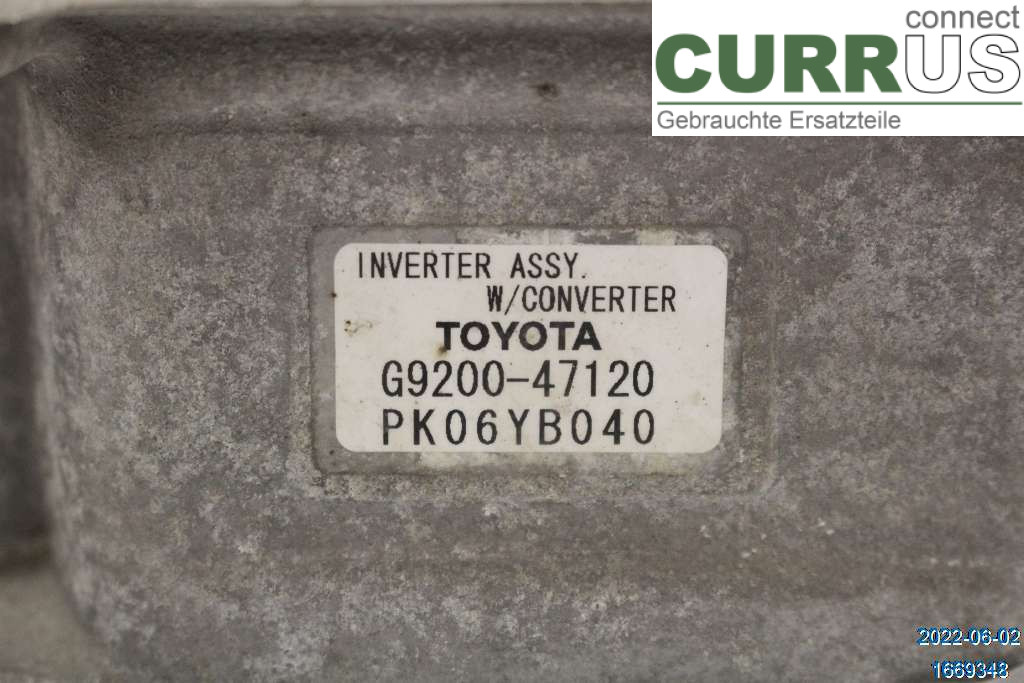 connect
CURRUS
Gebrauchte Ersatzteile
INVERTER ASSY.
W/CONVERTER
TOYOTA
G9200-47120
PK06YB040
2022-06-02
1669348